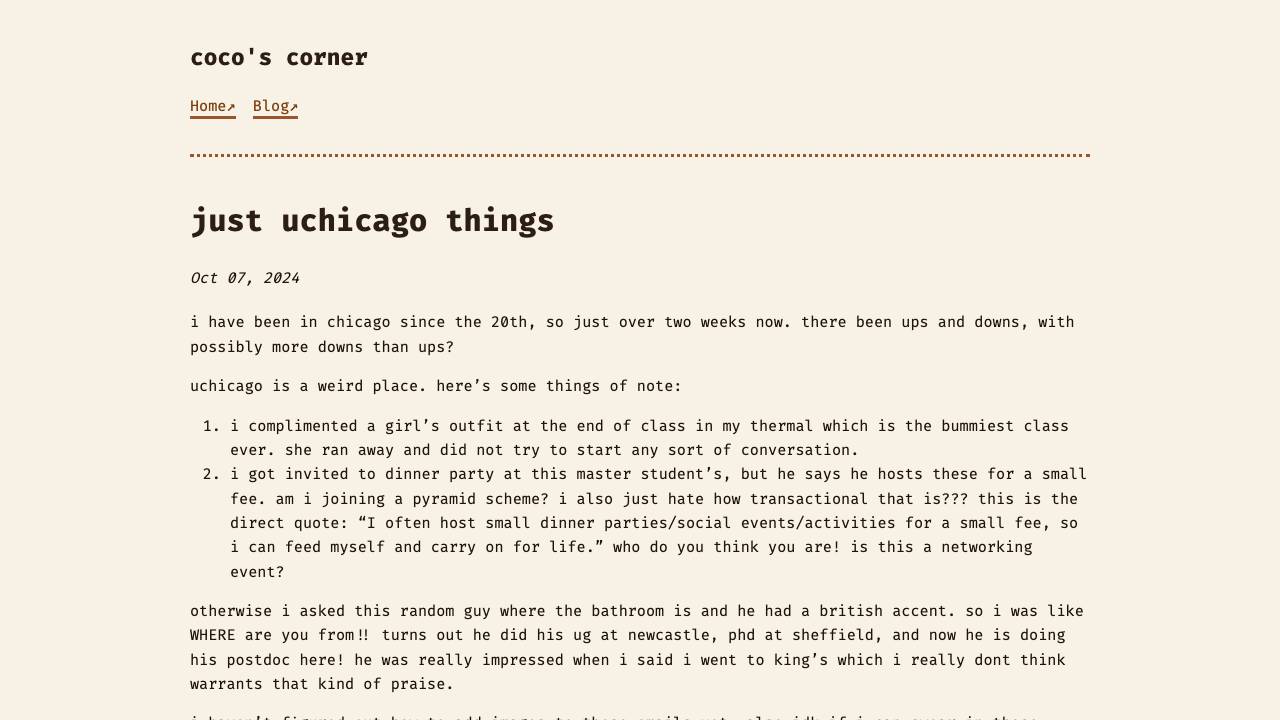 coco's corner
Home↗ Blog↗
just uchicago things
Oct 07, 2024
i have been in chicago since the 20th, so just over two weeks now. there been ups and downs, with
possibly more downs than ups?
uchicago is a weird place. here’s some things of note:
1. i complimented a girl’s outfit at the end of class in my thermal which is the bummiest class
ever. she ran away and did not try to start any sort of conversation.
2. i got invited to dinner party at this master student’s, but he says he hosts these for a small
fee. am i joining a pyramid scheme? i also just hate how transactional that is??? this is the
direct quote: “I often host small dinner parties/social events/activities for a small fee, so
i can feed myself and carry on for life.” who do you think you are! is this a networking
event?
otherwise i asked this random guy where the bathroom is and he had a british accent. so i was like
WHERE are you from!! turns out he did his ug at newcastle, phd at sheffield, and now he is doing
his postdoc here! he was really impressed when i said i went to king’s which i really dont think
warrants that kind of praise.